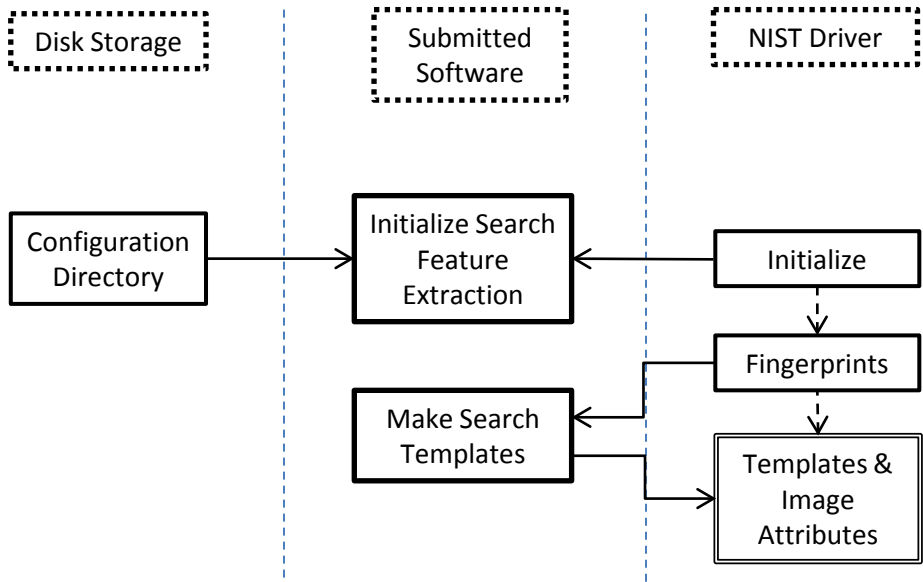 Disk Storage
Submitted
Software
NIST Driver
Configuration
Directory
Initialize Search
Feature
Extraction
Initialize
Fingerprints
Make Search
Templates
Templates &
Image
Attributes